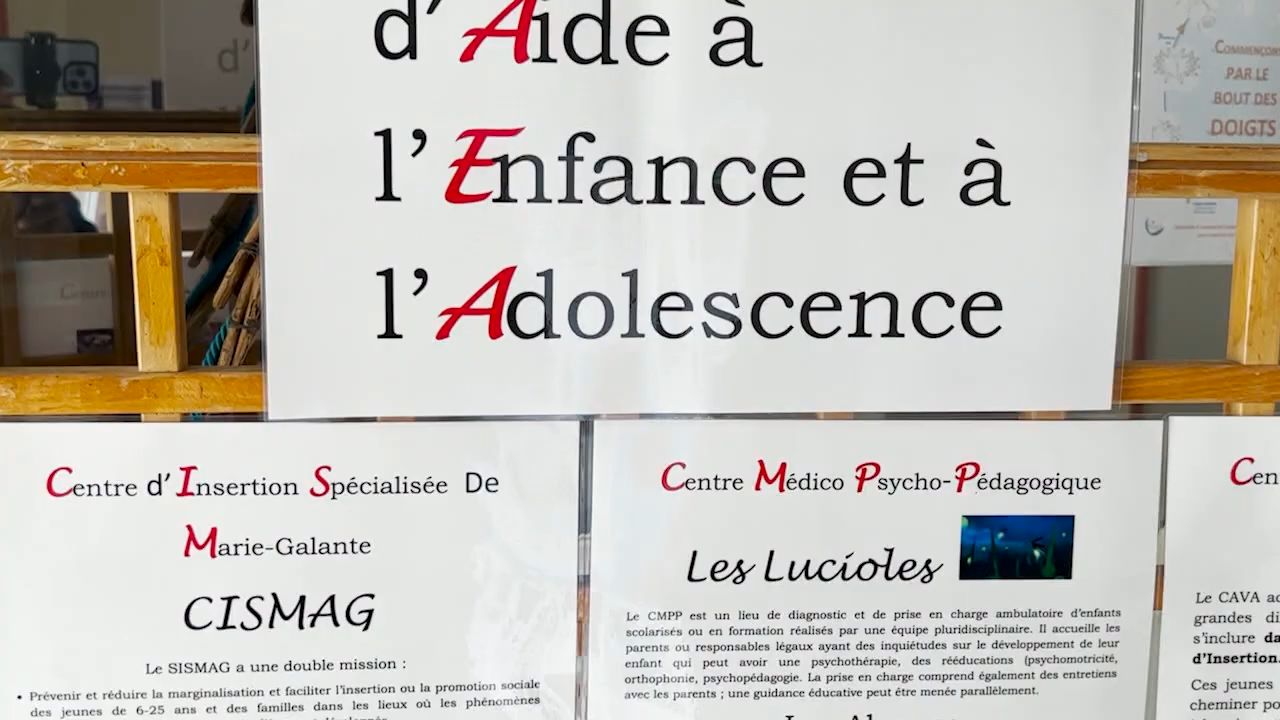 d' Aide à
l' Enfance et à
l' Adolescence
COMMENÇON
PAR LE
BOUT DES
DOIGTS
Centre d'Insertion Spécialisée De
Marie-Galante
CISMAG
Le SISMAG a une double mission :
• Prévenir et réduire la marginalisation et faciliter l'insertion ou la promotion sociale
des jeunes de 6-25 ans et des familles dans les lieux où les phénomènes
Centre Médico Psycho-Pédagogique
Les Lucioles
Le CMPP est un lieu de diagnostic et de prise en charge ambulatoire d'enfants
scolarisés ou en formation réalisés par une équipe pluridisciplinaire. Il accueille les
parents ou responsables légaux ayant des inquiétudes sur le développement de leur
enfant qui peut avoir une psychothérapie, des rééducations (psychomotricité,
orthophonie, psychopédagogie. La prise en charge comprend également des entretiens
avec les parents ; une guidance éducative peut être menée parallèlement.
Cen
Le CAVA ac
grandes di
s'inclure da
d'Insertion.
Ces jeunes
cheminer po